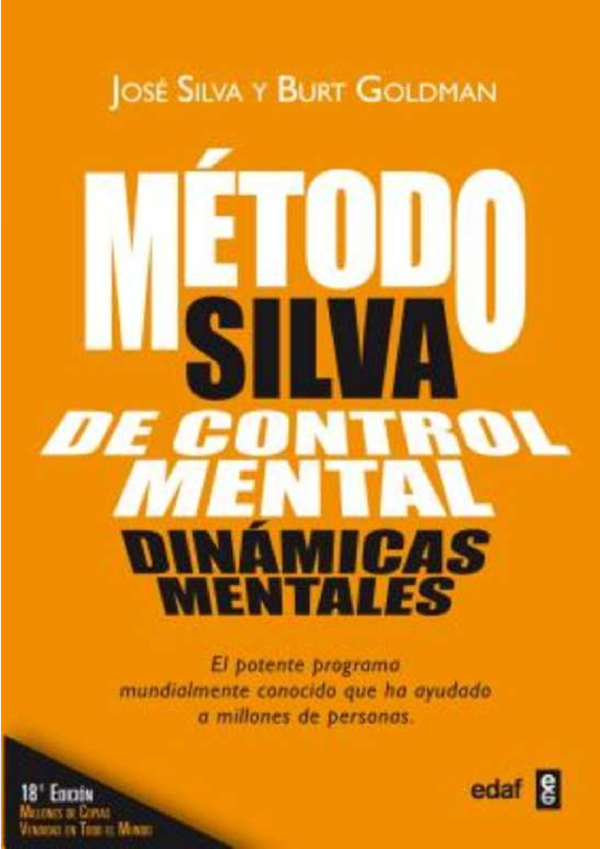 JOSÉ SILVA Y BURT GOLDMAN
MÉTODO
SILVA
DE CONTROL
MENTAL
DINÁMICAS
MENTALES
El potente programa
mundialmente conocido que ha ayudado
a millones de personas.
18ª EDICIÓN
MILLONES DE COPIAS
VENDIDAS EN TODO EL MUNDO
edaf